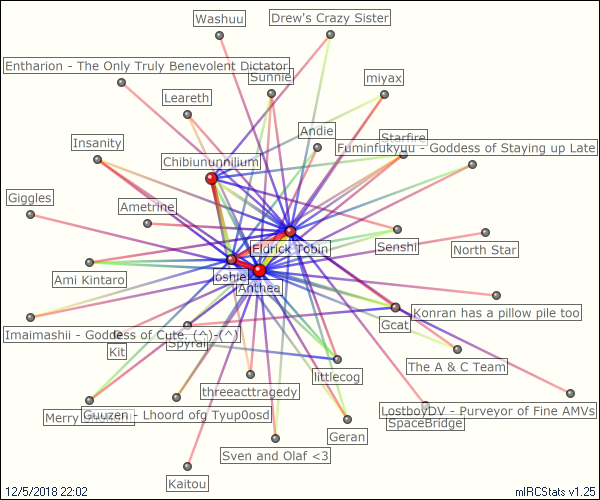 Washuu
Drew's Crazy Sister
Entharion - The Only Truly Benevolent Dictator
Sunnie
miyax
Leareth
Andie
Starfire
Insanity
Fuminfukyuu - Goddess of Staying up Late
Chibiununnilium
Giggles
Ametrine
Eldrick Tobin
Senshi
North Star
Ami Kintaro
Joshie
Anthea
Konran has a pillow pile too
Imaimashii - Goddess of Cute. (^)-(^)
Gcat
Kit
Spyral
The A & C Team
littlecog
threeacttragedy
Merry
Guuzen - Lhoord ofg Tyup0osd
LostboyDV - Purveyor of Fine AMVs
SpaceBridge
Geran
Sven and Olaf <3
Kaitou
12/5/2018 22:02
mIRCStats v1.25